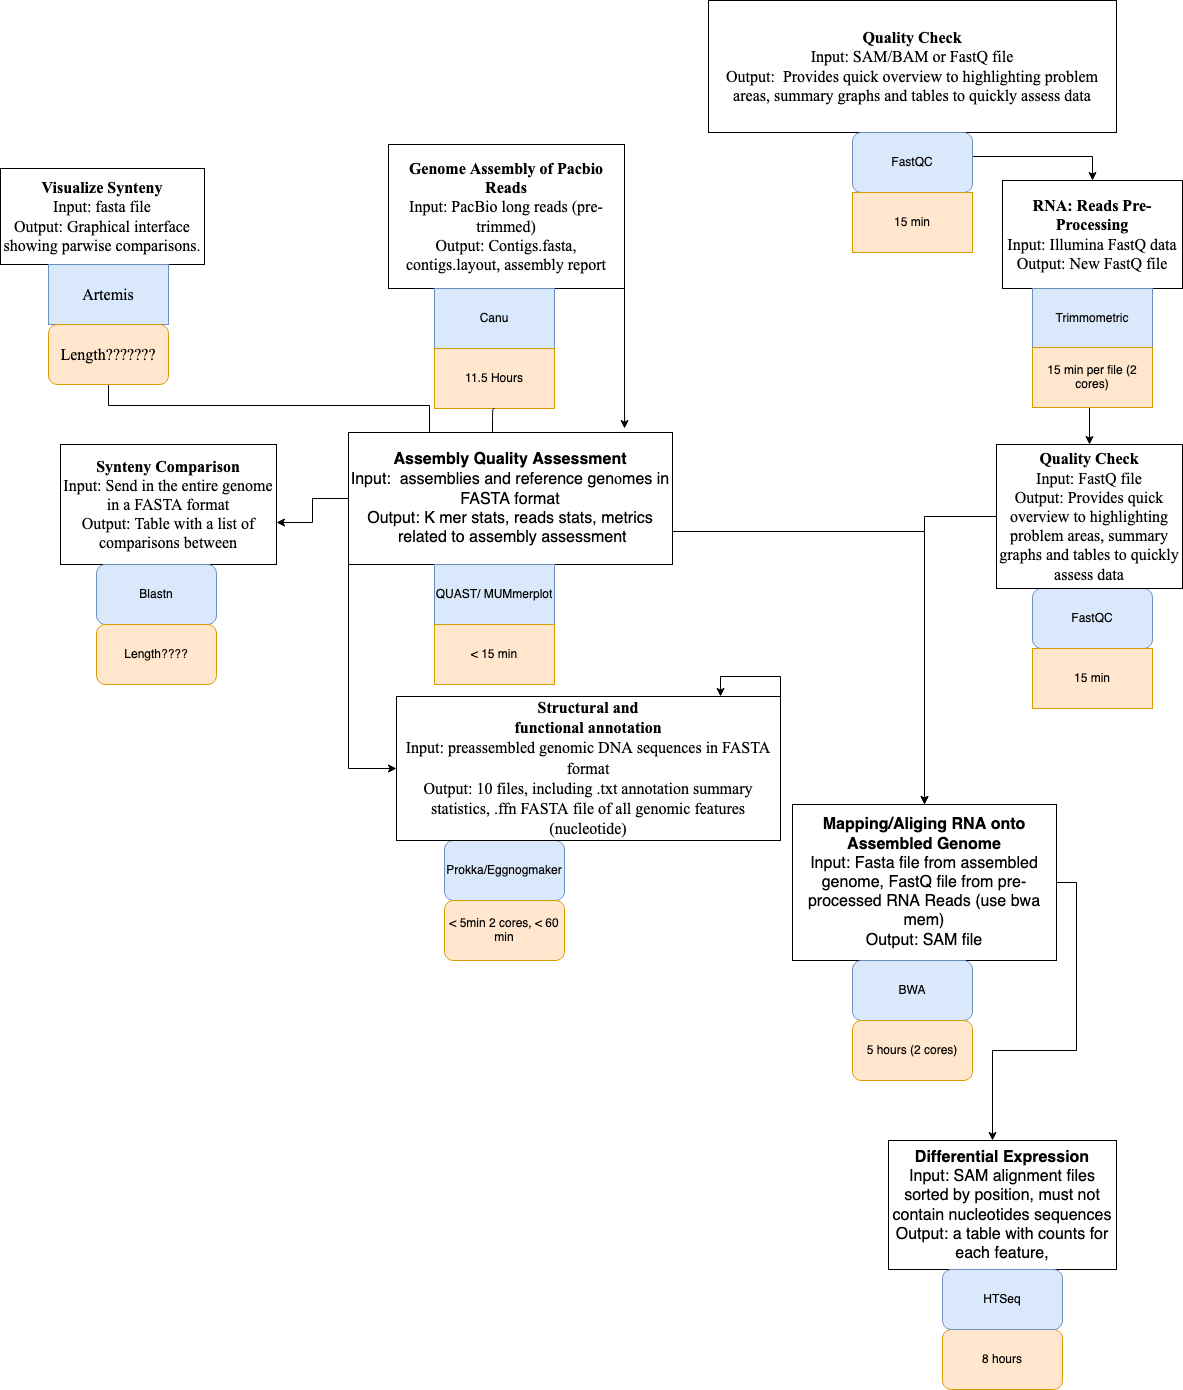 Quality Check
Input: SAM/BAM or FastQ file
Output:  Provides quick overview to highlighting problem
areas, summary graphs and tables to quickly assess data
FastQC
15 min
Visualize Synteny
Input: fasta file
Output: Graphical interface
showing parwise comparisons.
Artemis
Length???????
Genome Assembly of Pacbio
Reads
Input: PacBio long reads (pre-
trimmed)
Output: Contigs.fasta,
contigs.layout, assembly report
Canu
11.5 Hours
RNA: Reads Pre-
Processing
Input: Illumina FastQ data
Output: New FastQ file
Trimmometric
15 min per file (2
cores)
Synteny Comparison
Input: Send in the entire genome
in a FASTA format
Output: Table with a list of
comparisons between
Blastn
Length????
Assembly Quality Assessment
Input:  assemblies and reference genomes in
FASTA format
Output: K mer stats, reads stats, metrics
related to assembly assessment
QUAST/ MUMmerplot
< 15 min
Quality Check
Input: FastQ file
Output: Provides quick
overview to highlighting
problem areas, summary
graphs and tables to quickly
assess data
FastQC
15 min
Structural and
functional annotation
Input: preassembled genomic DNA sequences in FASTA
format
Output: 10 files, including .txt annotation summary
statistics, .ffn FASTA file of all genomic features
(nucleotide)
Prokka/Eggnogmaker
< 5min 2 cores, < 60
min
Mapping/Aliging RNA onto
Assembled Genome
Input: Fasta file from assembled
genome, FastQ file from pre-
processed RNA Reads (use bwa
mem)
Output: SAM file
BWA
5 hours (2 cores)
Differential Expression
Input: SAM alignment files
sorted by position, must not
contain nucleotides sequences
Output: a table with counts for
each feature,
HTSeq
8 hours